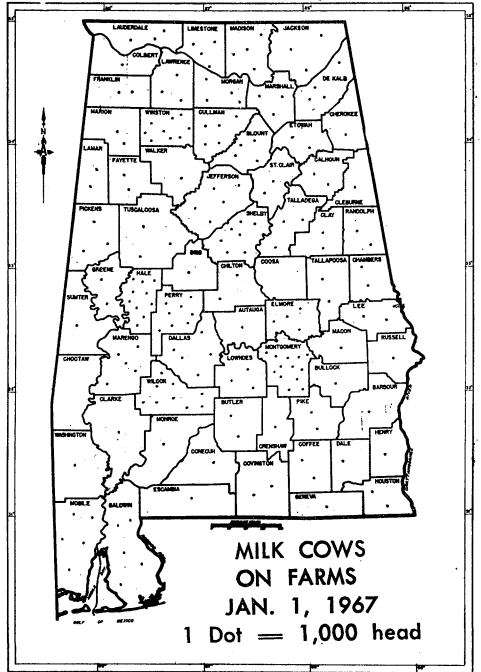 LAUDERDALE
LIMESTONE
MADISON
JACKSON
COLBERT
LAWRENCE
FRANKLIN
MORGAN
MARSHALL
DE KALB
MARION
WINSTON
CULLMAN
CHEROKEE
ETOWAH
BLOUNT
LAMAR
WALKER
FAYETTE
ST. CLAIR
CALHOUN
JEFFERSON
TALLADEGA
CLEBURNE
PICKENS
TUSCALOOSA
SHELBY
CLAY
RANDOLPH
BIBB
GREENE
HALE
CHILTON
COOSA
TALLAPOOSA
CHAMBERS
SUMTER
PERRY
AUTAUGA
ELMORE
LEE
MACON
RUSSELL
MARENGO
DALLAS
LOWNDES
MONTGOMERY
CHOCTAW
BULLOCK
WILCOX
BARBOUR
CLARKE
BUTLER
PIKE
MONROE
WASHINGTON
CRENSHAW
COFFEE
DALE
HENRY
CONECUH
COVINGTON
ESCAMBIA
HOUSTON
GENEVA
MOBILE
BALDWIN
GULF OF MEXICO
MILK COWS
ON FARMS
JAN. 1, 1967
1 Dot = 1,000 head